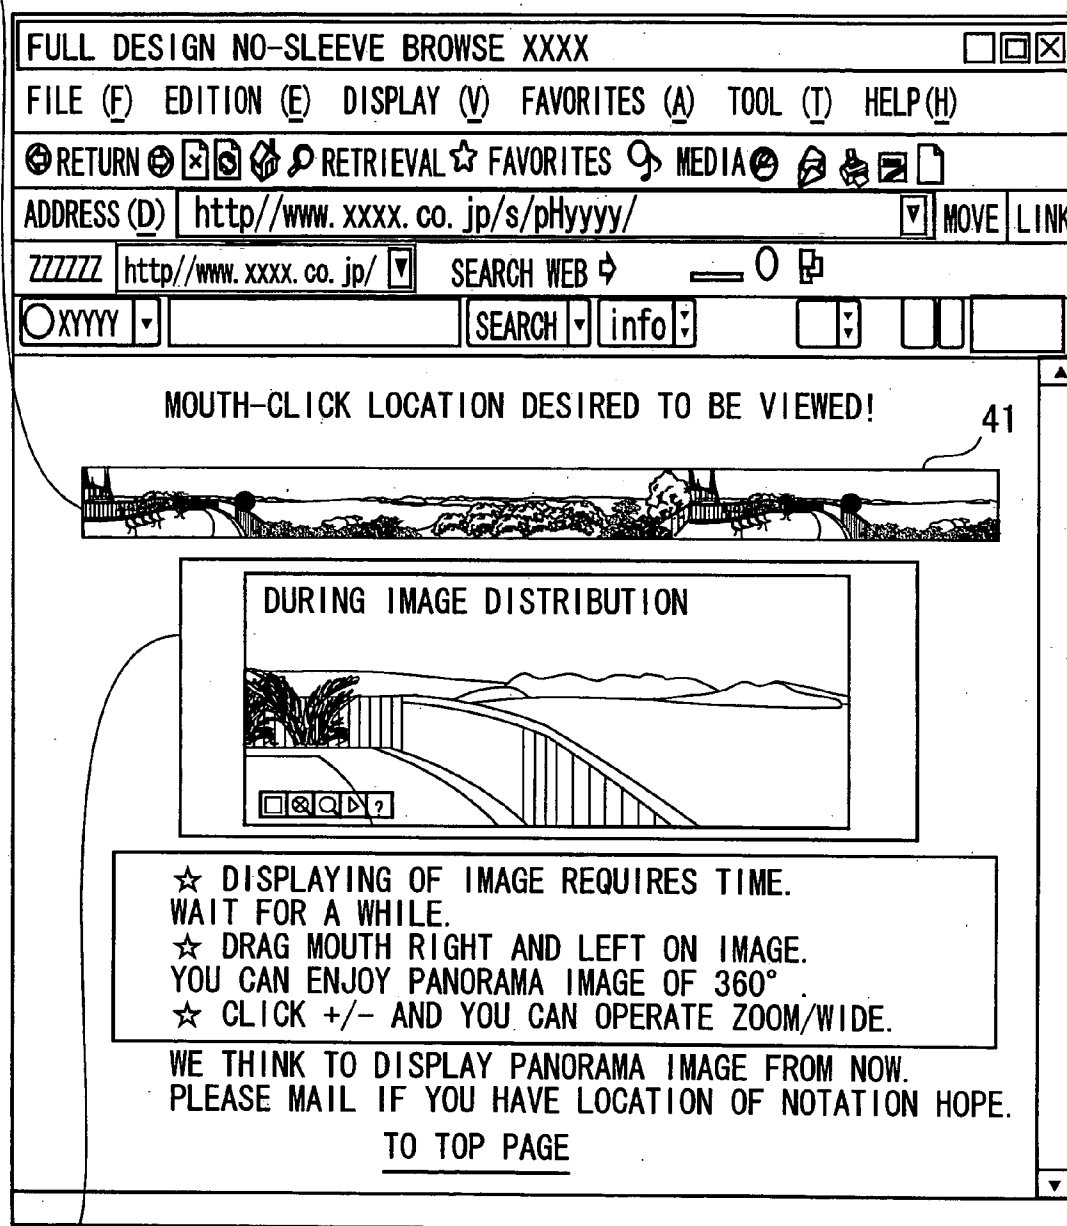 FULL DESIGN NO-SLEEVE BROWSE XXXX
FILE (F) EDITION (E) DISPLAY (V) FAVORITES (A) TOOL (T) HELP(H)
RETURN RETRIEVAL ☆ FAVORITES MEDIA
ADDRESS (D) http//www.xxxx.co.jp/s/pHyyyy/ MOVE LINK
ZZZZZZ http//www.xxxx.co.jp/ SEARCH WEB ⇨
XYYYY SEARCH info
MOUTH-CLICK LOCATION DESIRED TO BE VIEWED!
41
DURING IMAGE DISTRIBUTION
?
☆ DISPLAYING OF IMAGE REQUIRES TIME.
WAIT FOR A WHILE.
☆ DRAG MOUTH RIGHT AND LEFT ON IMAGE.
YOU CAN ENJOY PANORAMA IMAGE OF 360°.
☆ CLICK +/- AND YOU CAN OPERATE ZOOM/WIDE.
WE THINK TO DISPLAY PANORAMA IMAGE FROM NOW.
PLEASE MAIL IF YOU HAVE LOCATION OF NOTATION HOPE.
TO TOP PAGE